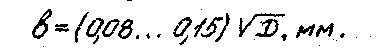 в = (0,08... 0,15) √D, мм.